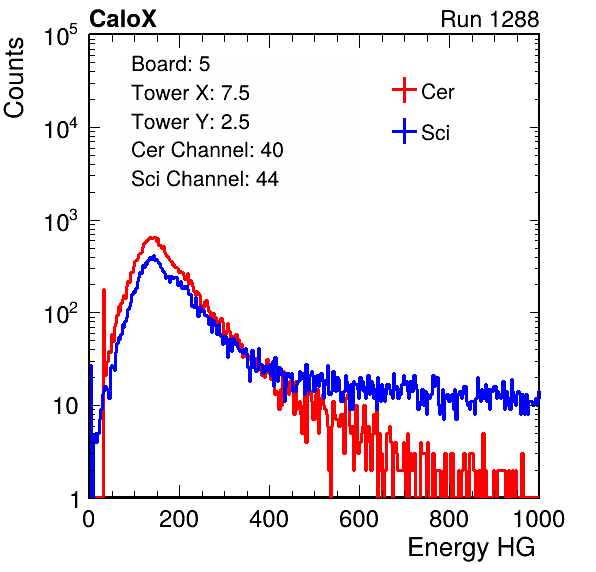 CaloX Run 1288
Counts
Board: 5
Tower X: 7.5
Tower Y: 2.5
Cer Channel: 40
Sci Channel: 44
Cer
Sci
10^5
10^4
10^3
10^2
10
1
0 200 400 600 800 1000
Energy HG